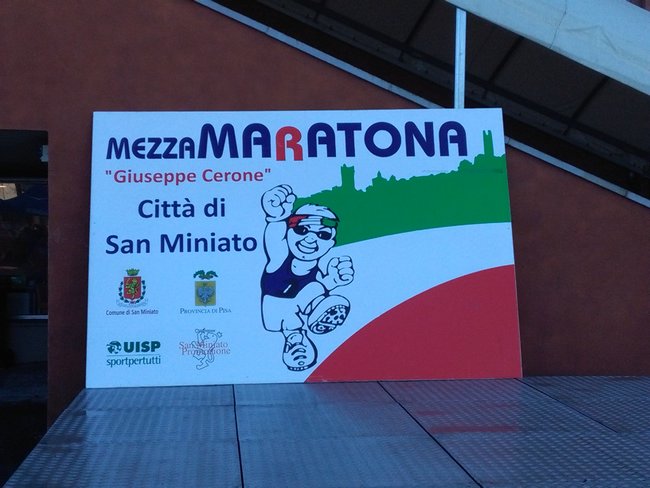 MEZZAMARATONA
"Giuseppe Cerone"
Città di
San Miniato
Comune di San Miniato
PROVINCIA DI PISA
UISP
sportpertutti
San Miniato
Promozione